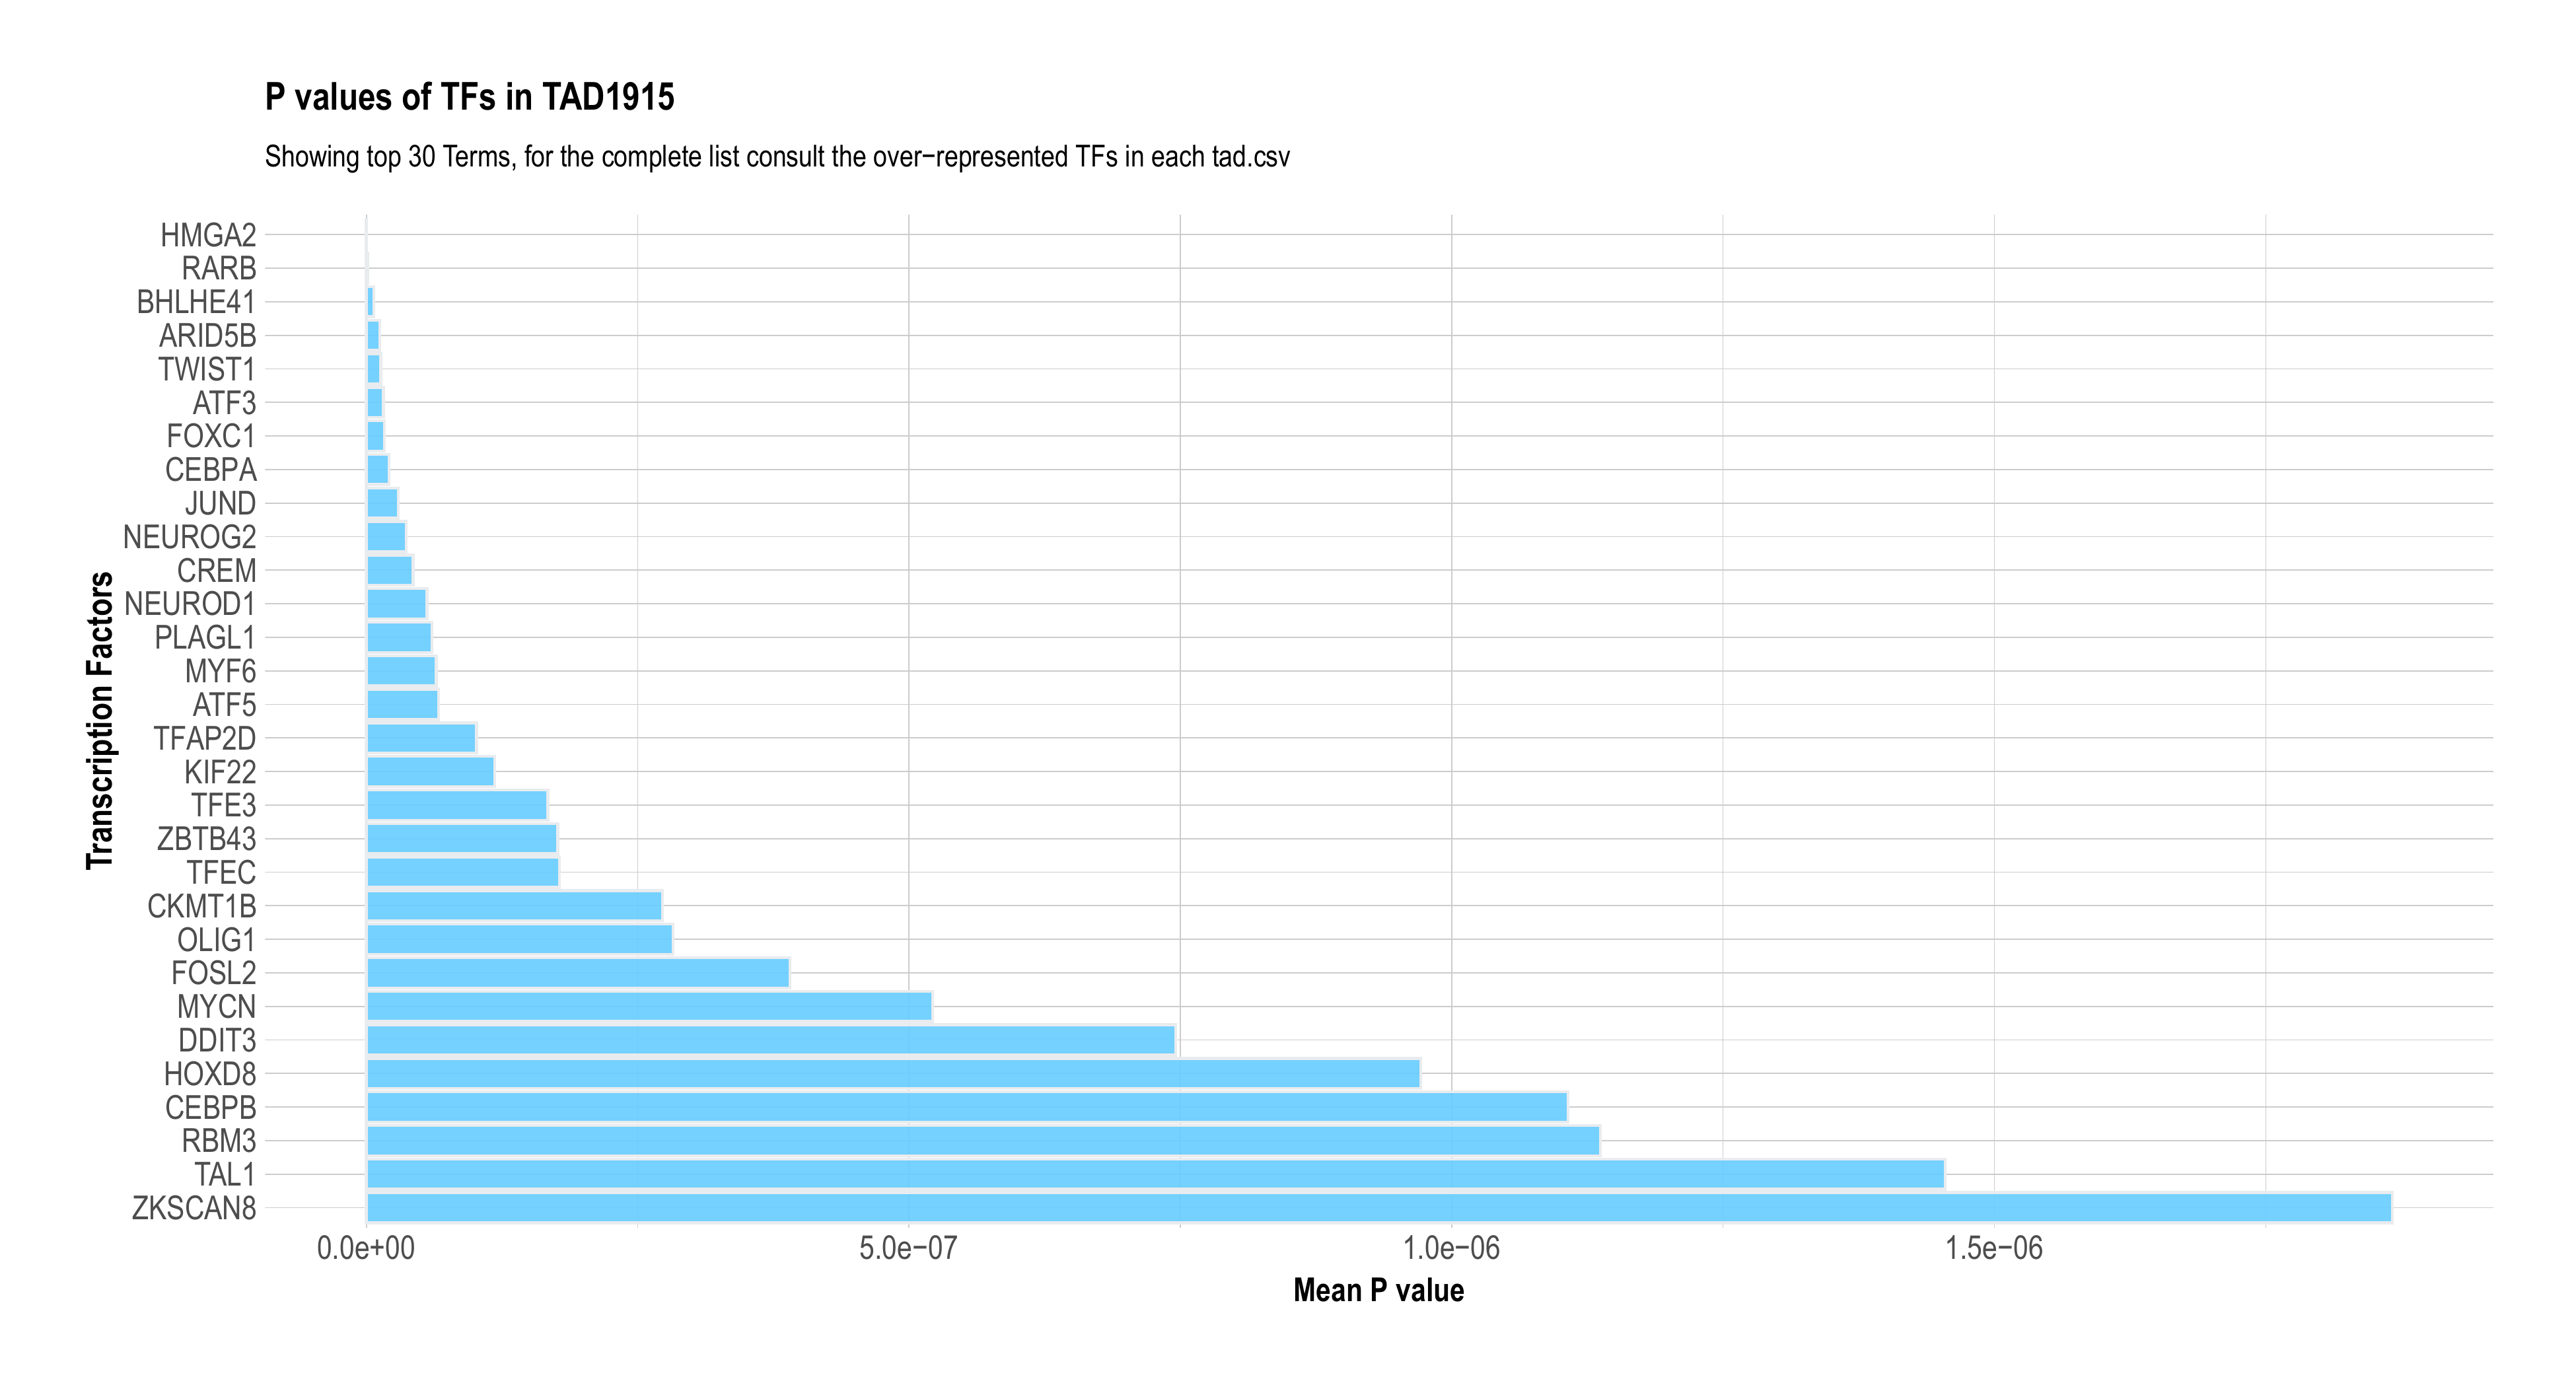 P values of TFs in TAD1915
Showing top 30 Terms, for the complete list consult the over−represented TFs in each tad.csv
Transcription Factors
HMGA2
RARB
BHLHE41
ARID5B
TWIST1
ATF3
FOXC1
CEBPA
JUND
NEUROG2
CREM
NEUROD1
PLAGL1
MYF6
ATF5
TFAP2D
KIF22
TFE3
ZBTB43
TFEC
CKMT1B
OLIG1
FOSL2
MYCN
DDIT3
HOXD8
CEBPB
RBM3
TAL1
ZKSCAN8
0.0e+00 5.0e−07 1.0e−06 1.5e−06
Mean P value